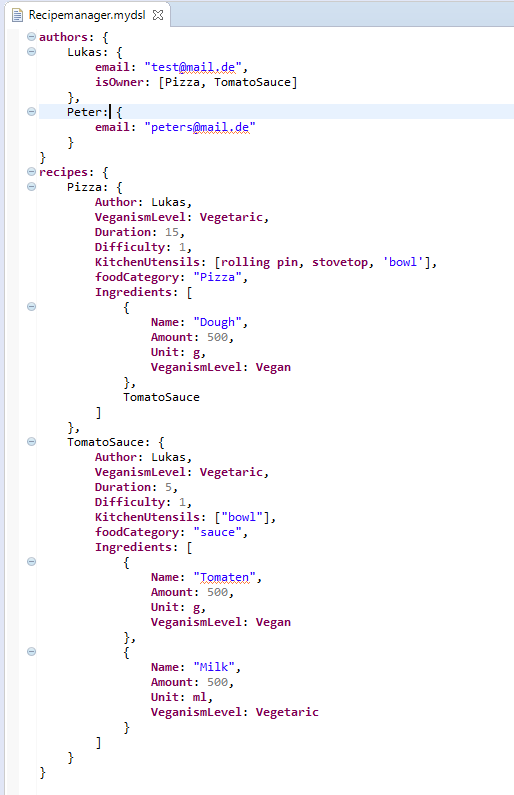 Recipemanager.mydsl
authors: {
    Lukas: {
        email: "test@mail.de",
        isOwner: [Pizza, TomatoSauce]
    },
    Peter: {
        email: "peters@mail.de"
    }
}
recipes: {
    Pizza: {
        Author: Lukas,
        VeganismLevel: Vegetaric,
        Duration: 15,
        Difficulty: 1,
        KitchenUtensils: [rolling pin, stovetop, 'bowl'],
        foodCategory: "Pizza",
        Ingredients: [
            {
                Name: "Dough",
                Amount: 500,
                Unit: g,
                VeganismLevel: Vegan
            },
            TomatoSauce
        ]
    },
    TomatoSauce: {
        Author: Lukas,
        VeganismLevel: Vegetaric,
        Duration: 5,
        Difficulty: 1,
        KitchenUtensils: ["bowl"],
        foodCategory: "sauce",
        Ingredients: [
            {
                Name: "Tomaten",
                Amount: 500,
                Unit: g,
                VeganismLevel: Vegan
            },
            {
                Name: "Milk",
                Amount: 500,
                Unit: ml,
                VeganismLevel: Vegetaric
            }
        ]
    }
}